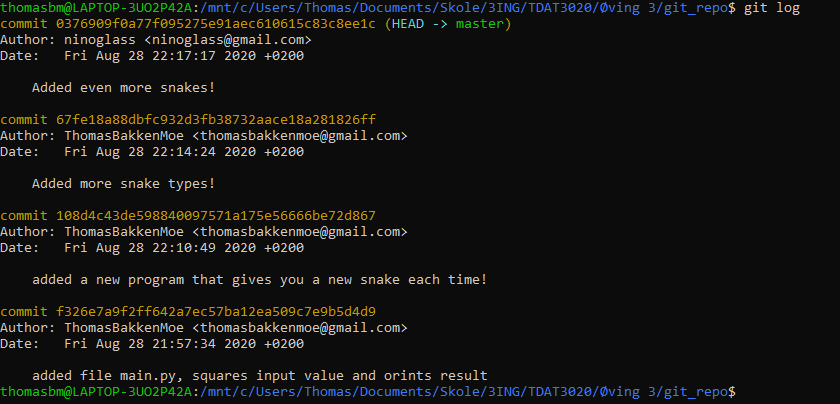 thomasbm@LAPTOP-3UO2P42A:/mnt/c/Users/Thomas/Documents/Skole/3ING/TDAT3020/Øving 3/git_repo$ git log
commit 0376909f0a77f095275e91aec610615c83c8ee1c (HEAD -> master)
Author: ninoglass <ninoglass@gmail.com>
Date:   Fri Aug 28 22:17:17 2020 +0200

    Added even more snakes!

commit 67fe18a88dbfc932d3fb38732aace18a281826ff
Author: ThomasBakkenMoe <thomasbakkenmoe@gmail.com>
Date:   Fri Aug 28 22:14:24 2020 +0200

    Added more snake types!

commit 108d4c43de598840097571a175e56666be72d867
Author: ThomasBakkenMoe <thomasbakkenmoe@gmail.com>
Date:   Fri Aug 28 22:10:49 2020 +0200

    added a new program that gives you a new snake each time!

commit f326e7a9f2ff642a7ec57ba12ea509c7e9b5d4d9
Author: ThomasBakkenMoe <thomasbakkenmoe@gmail.com>
Date:   Fri Aug 28 21:57:34 2020 +0200

    added file main.py, squares input value and orints result
thomasbm@LAPTOP-3UO2P42A:/mnt/c/Users/Thomas/Documents/Skole/3ING/TDAT3020/Øving 3/git_repo$